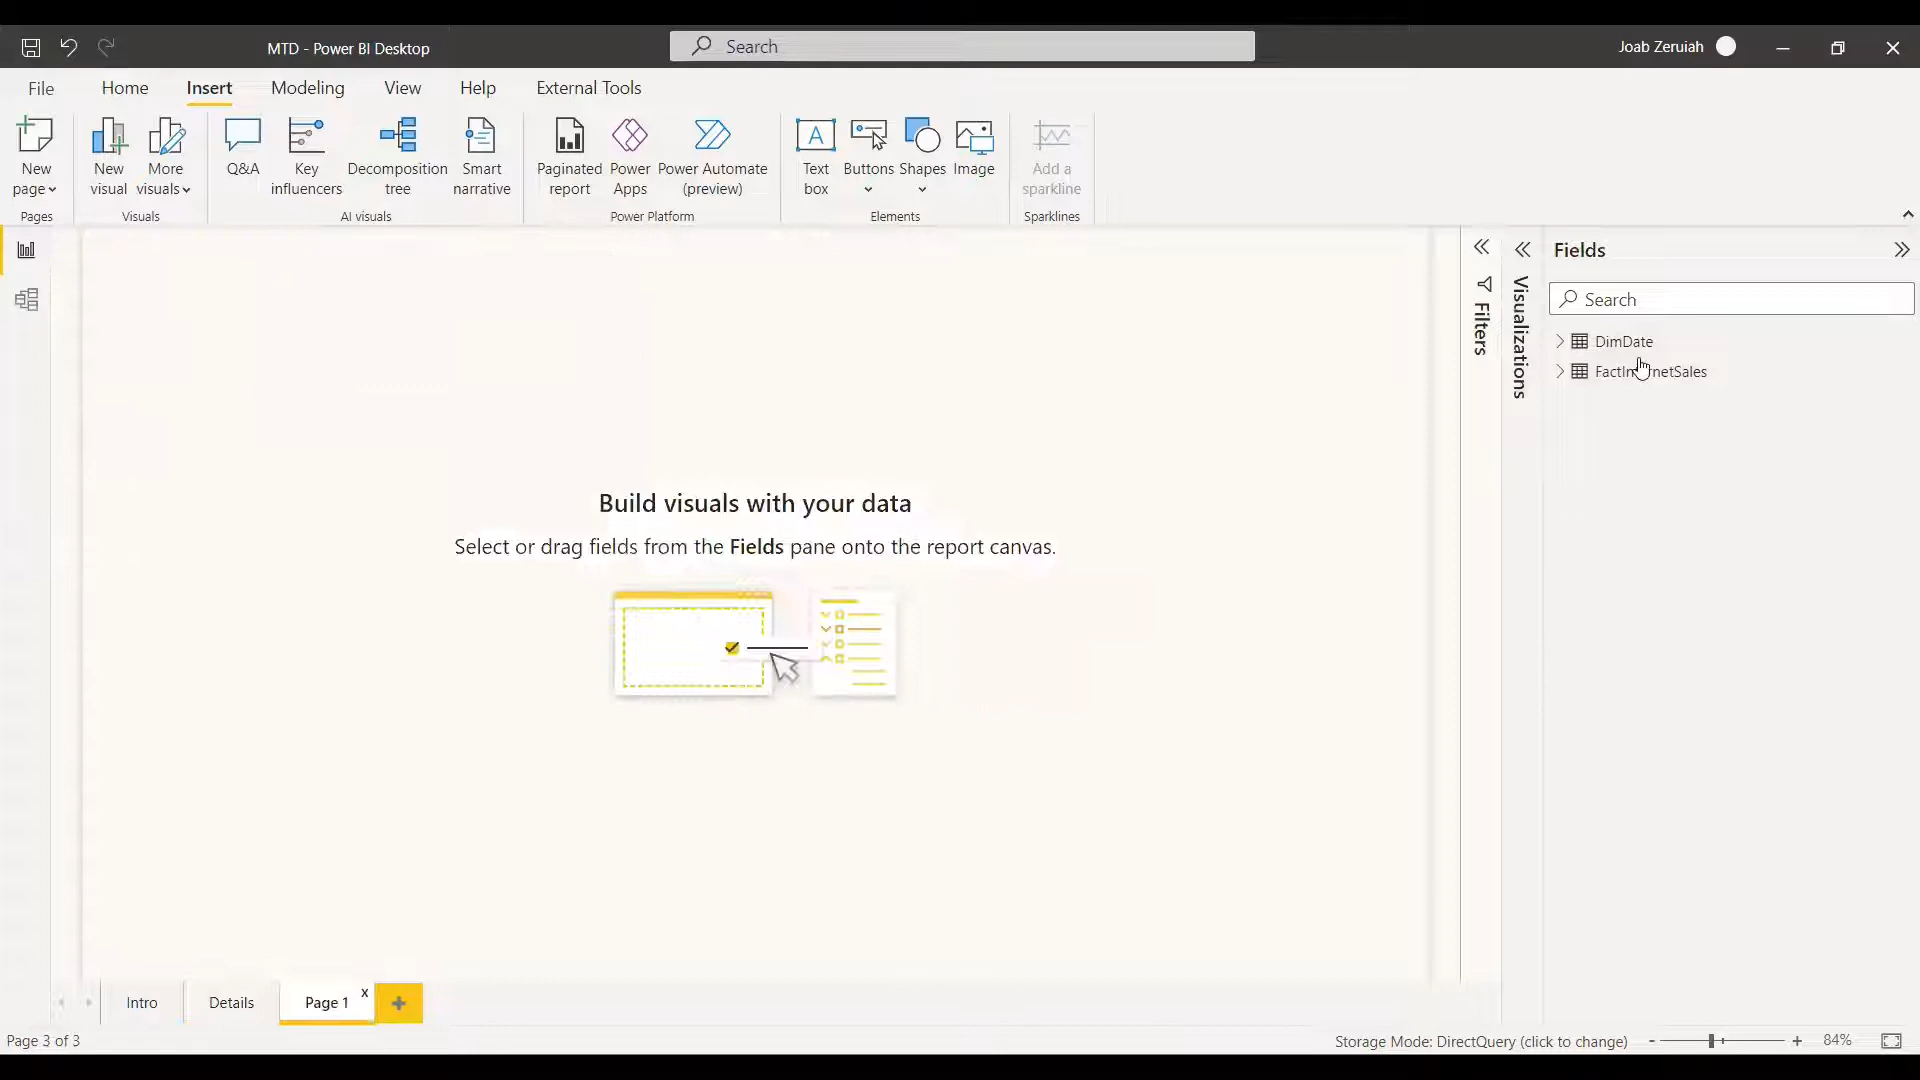 MTD - Power BI Desktop
Search
Joab Zeruiah
File Home Insert Modeling View Help External Tools
New page
New visual
More visuals
Q&A
Key influencers
Decomposition tree
Smart narrative
Paginated report
Power Apps
Power Automate (preview)
Text box
Buttons
Shapes
Image
Add a sparkline
Pages
Visuals
AI visuals
Power Platform
Elements
Sparklines
Filters
Visualizations
Fields
Search
DimDate
FactInternetSales
Build visuals with your data
Select or drag fields from the Fields pane onto the report canvas.
Intro
Details
Page 1
x
Page 3 of 3
Storage Mode: DirectQuery (click to change)
84%